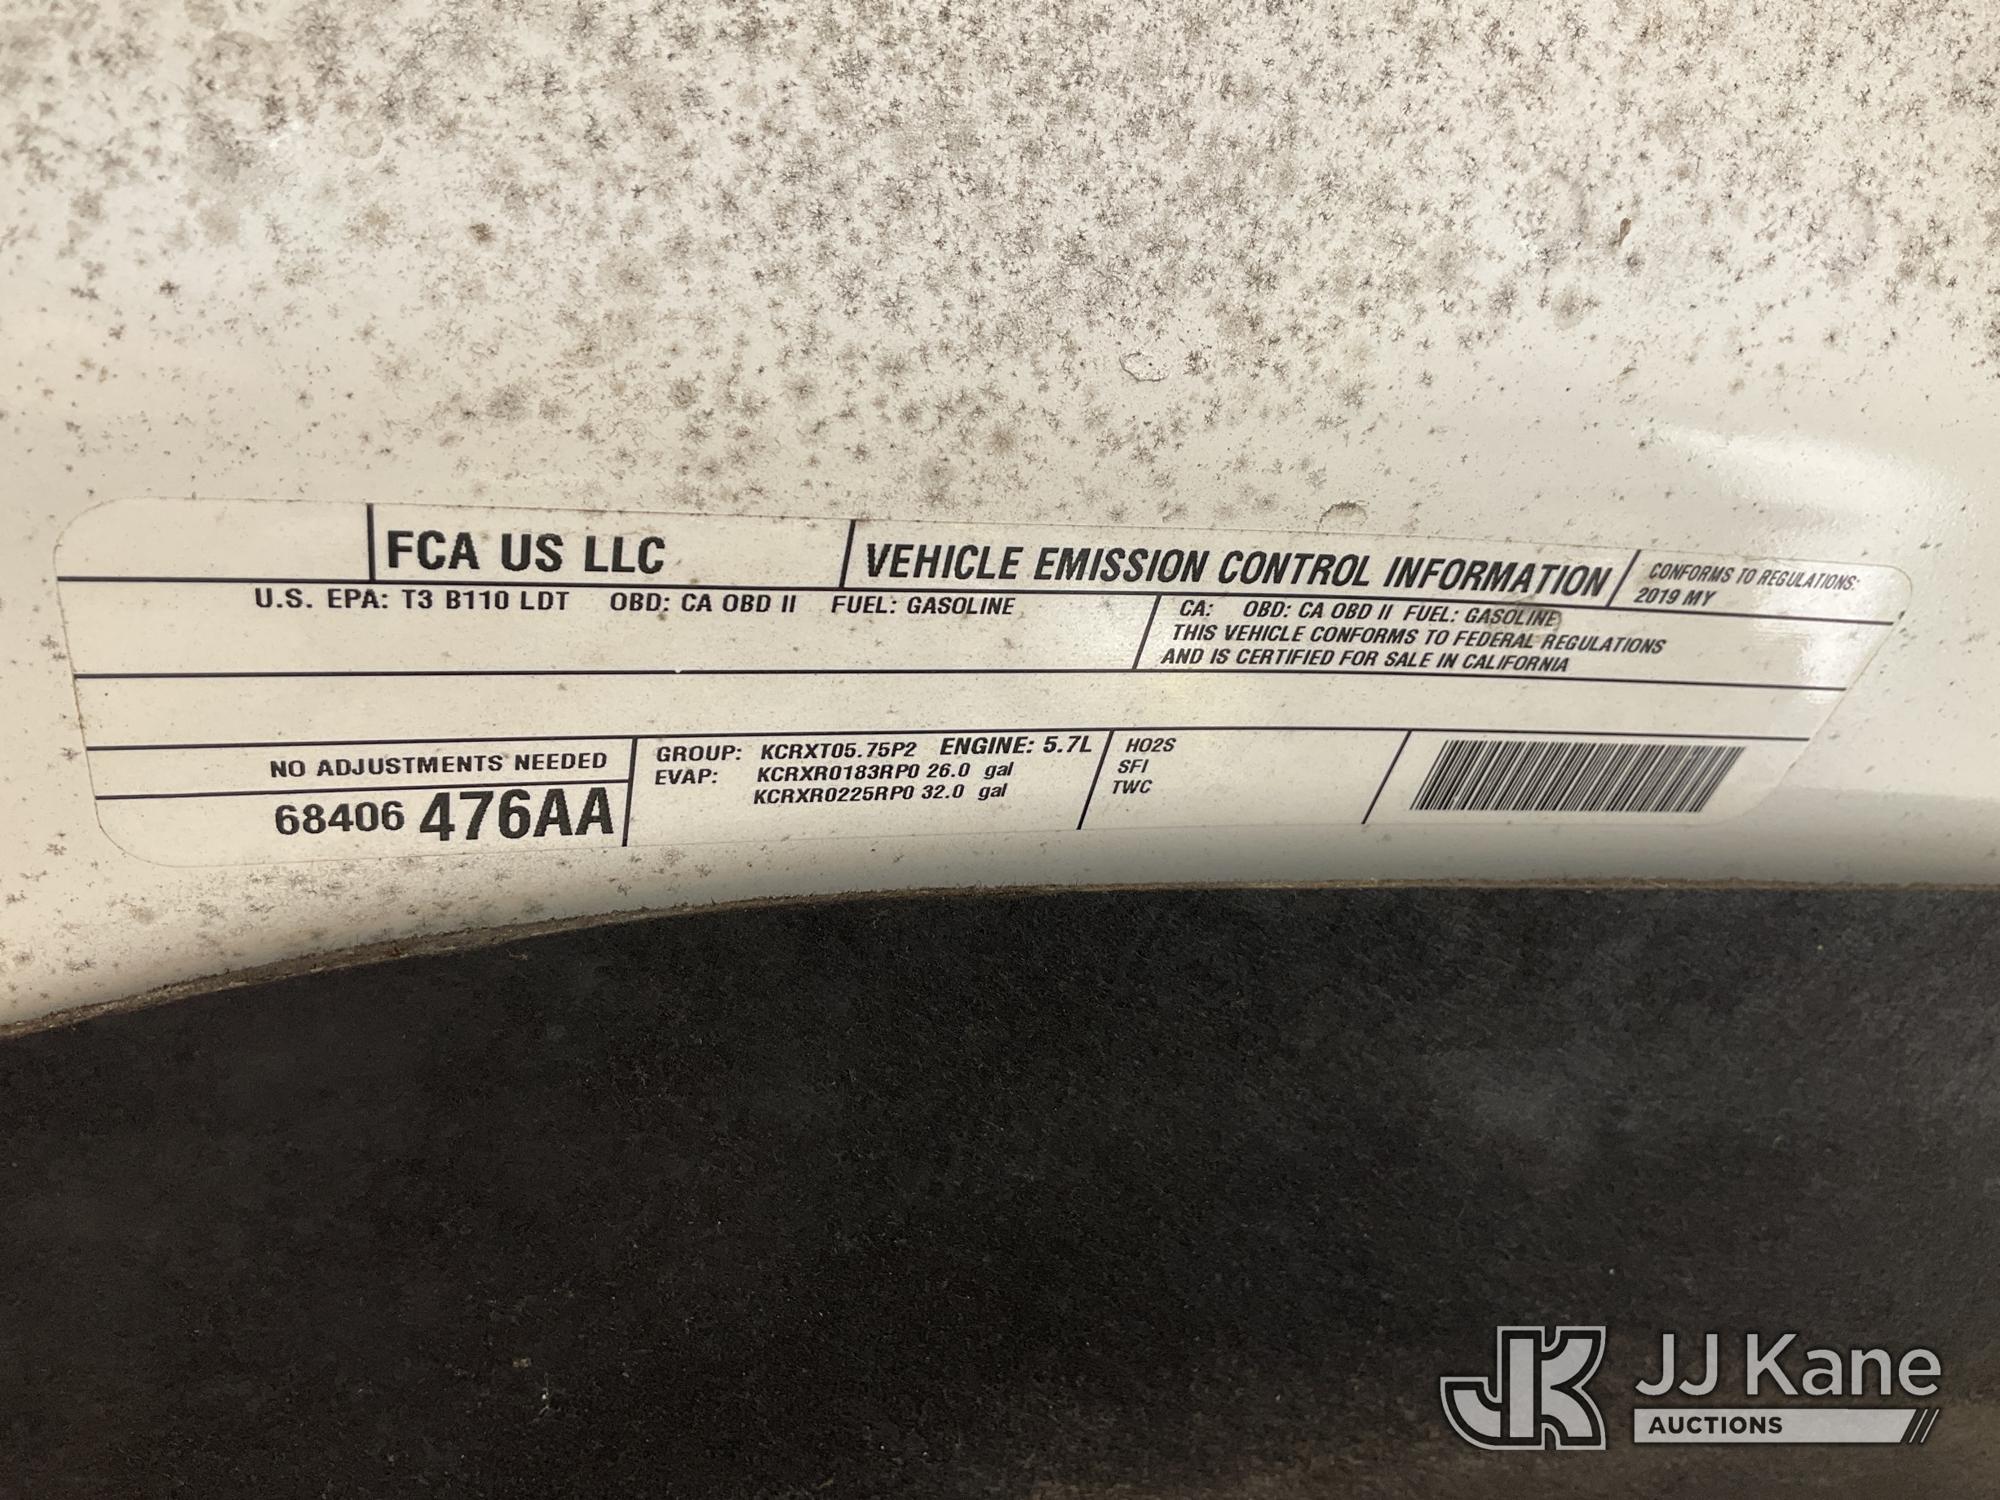 FCA US LLC
VEHICLE EMISSION CONTROL INFORMATION
CONFORMS TO REGULATIONS:
2019 MY
U.S. EPA: T3 B110 LDT OBD: CA OBD II FUEL: GASOLINE
CA: OBD: CA OBD II FUEL: GASOLINE
THIS VEHICLE CONFORMS TO FEDERAL REGULATIONS
AND IS CERTIFIED FOR SALE IN CALIFORNIA
NO ADJUSTMENTS NEEDED
68406 476AA
GROUP: KCRXT05.75P2 ENGINE: 5.7L
EVAP: KCRXR0183RP0 26.0 gal
KCRXR0225RP0 32.0 gal
HO2S
SFI
TWC
JK JJ Kane
AUCTIONS